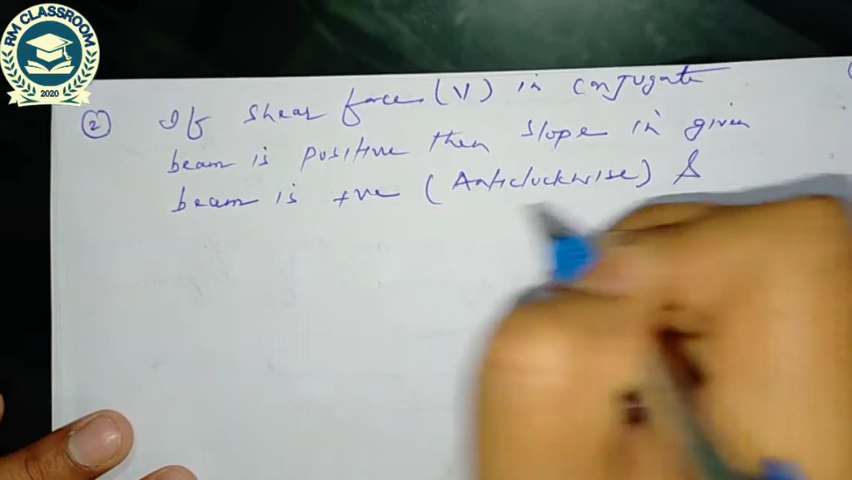 RM CLASSROOM
2020
② If Shear force (V) in Conjugate
beam is positive then slope in given
beam is +ve (Anticlockwise) &